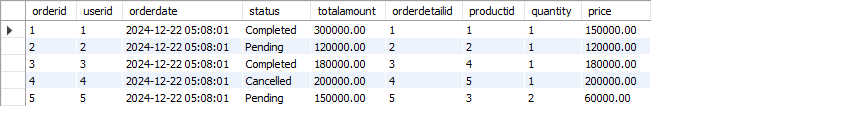 orderid userid orderdate status totalamount orderdetailid productid quantity price
1 1 2024-12-22 05:08:01 Completed 300000.00 1 1 1 150000.00
2 2 2024-12-22 05:08:01 Pending 120000.00 2 2 1 120000.00
3 3 2024-12-22 05:08:01 Completed 180000.00 3 4 1 180000.00
4 4 2024-12-22 05:08:01 Cancelled 200000.00 4 5 1 200000.00
5 5 2024-12-22 05:08:01 Pending 150000.00 5 3 2 60000.00